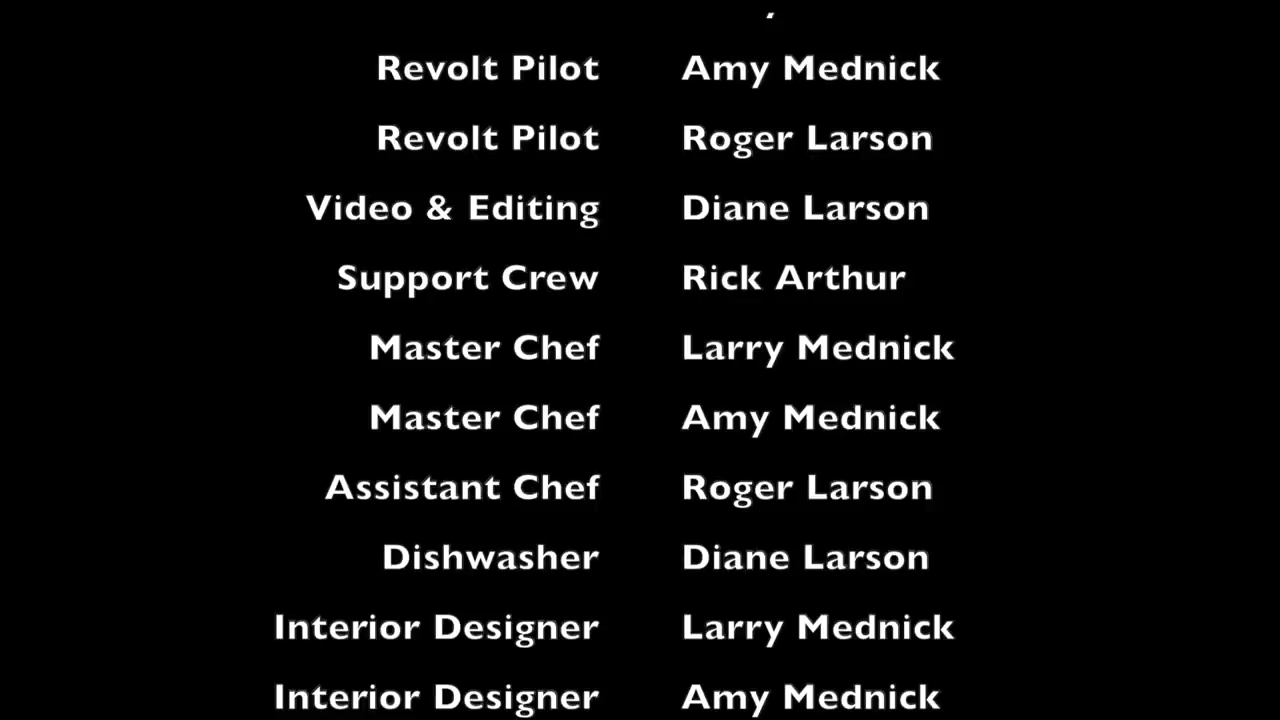 Revolt Pilot Amy Mednick
Revolt Pilot Roger Larson
Video & Editing Diane Larson
Support Crew Rick Arthur
Master Chef Larry Mednick
Master Chef Amy Mednick
Assistant Chef Roger Larson
Dishwasher Diane Larson
Interior Designer Larry Mednick
Interior Designer Amy Mednick